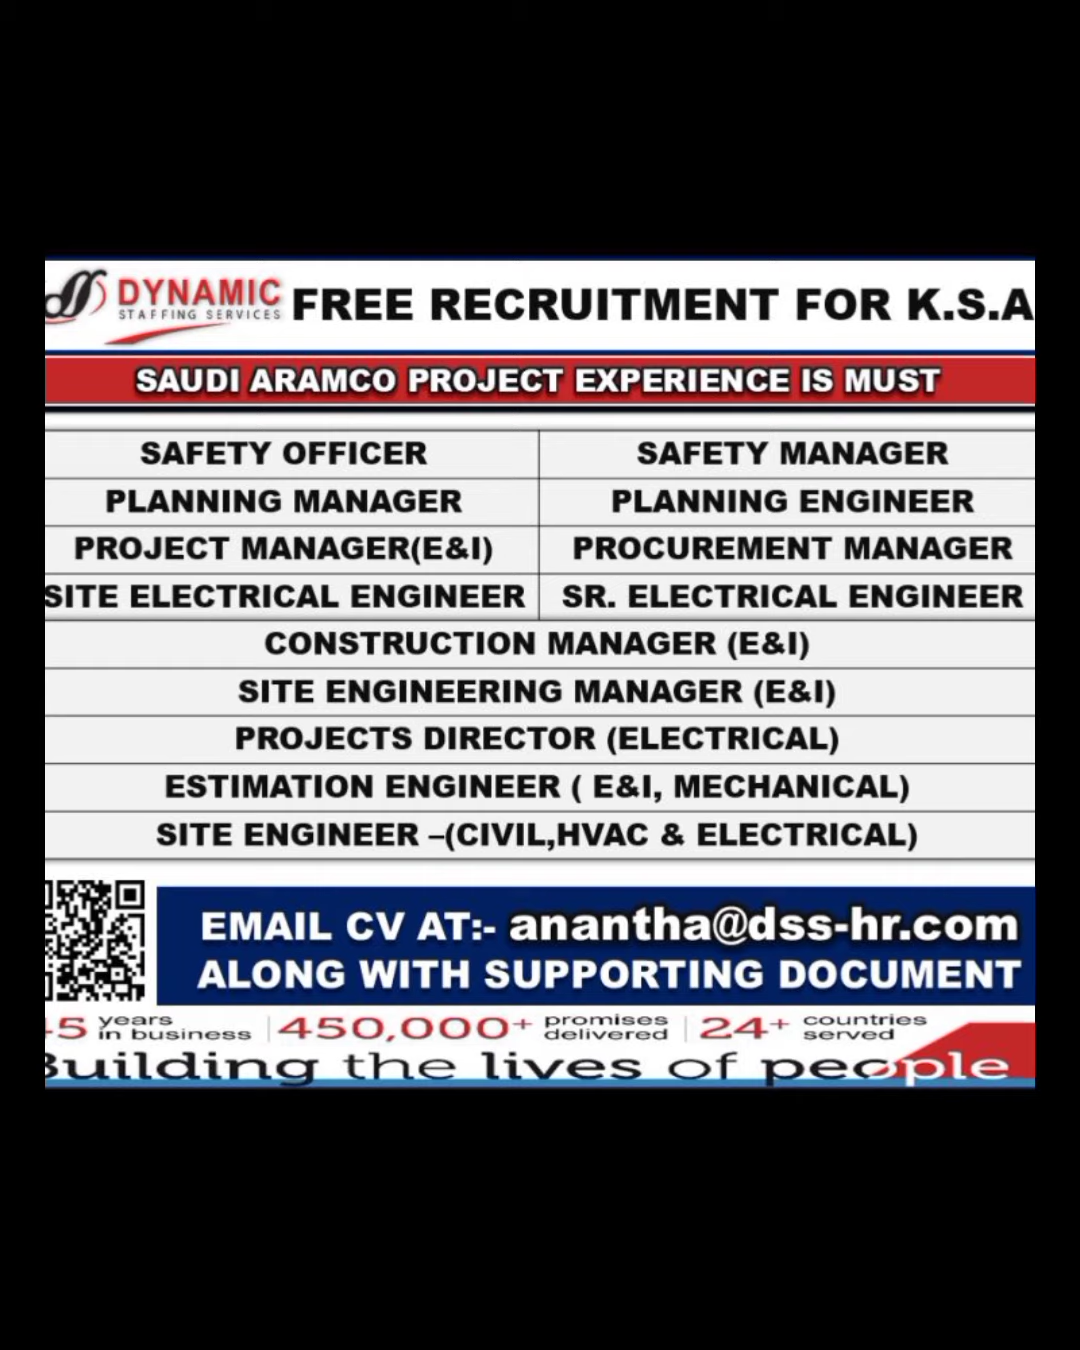 DYNAMIC
STAFFING SERVICES
FREE RECRUITMENT FOR K.S.A
SAUDI ARAMCO PROJECT EXPERIENCE IS MUST
SAFETY OFFICER
SAFETY MANAGER
PLANNING MANAGER
PLANNING ENGINEER
PROJECT MANAGER(E&I)
PROCUREMENT MANAGER
SITE ELECTRICAL ENGINEER
SR. ELECTRICAL ENGINEER
CONSTRUCTION MANAGER (E&I)
SITE ENGINEERING MANAGER (E&I)
PROJECTS DIRECTOR (ELECTRICAL)
ESTIMATION ENGINEER ( E&I, MECHANICAL)
SITE ENGINEER –(CIVIL,HVAC & ELECTRICAL)
EMAIL CV AT:- anantha@dss-hr.com
ALONG WITH SUPPORTING DOCUMENT
years in business
450,000+ promises delivered
24+ countries served
Building the lives of people